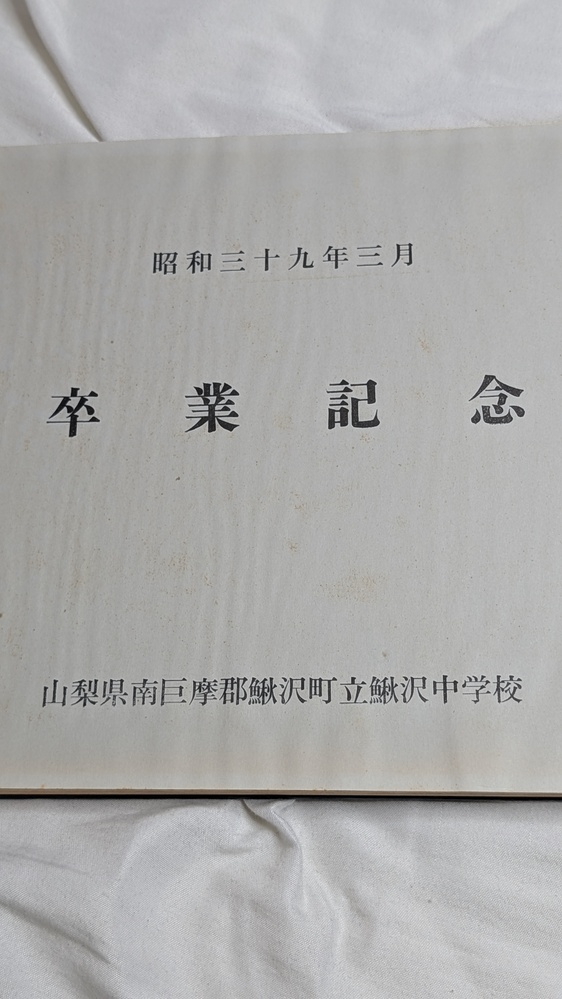 昭和三十九年三月
卒業記念
山梨県南巨摩郡鰍沢町立鰍沢中学校